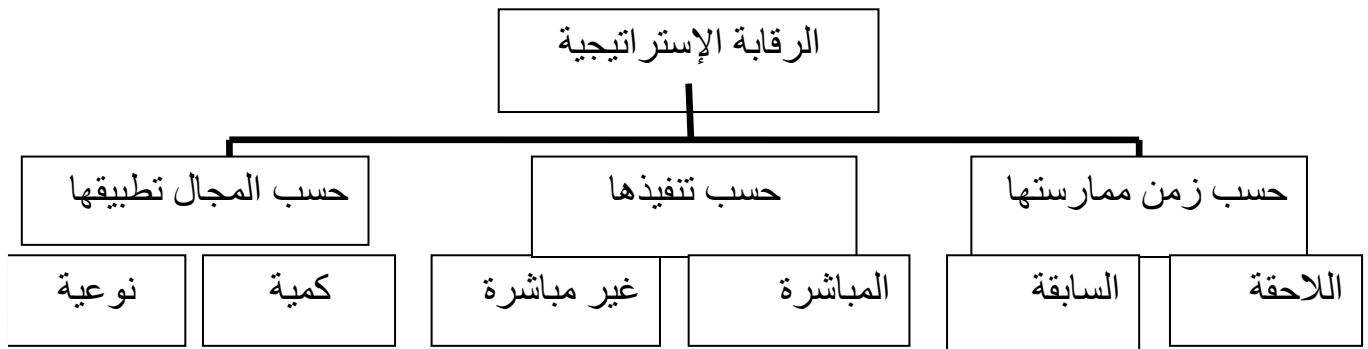 الرقابة الإستراتيجية
حسب زمن ممارستها
حسب تنفيذها
حسب المجال تطبيقها
اللاحقة
السابقة
المباشرة
غير مباشرة
كمية
نوعية